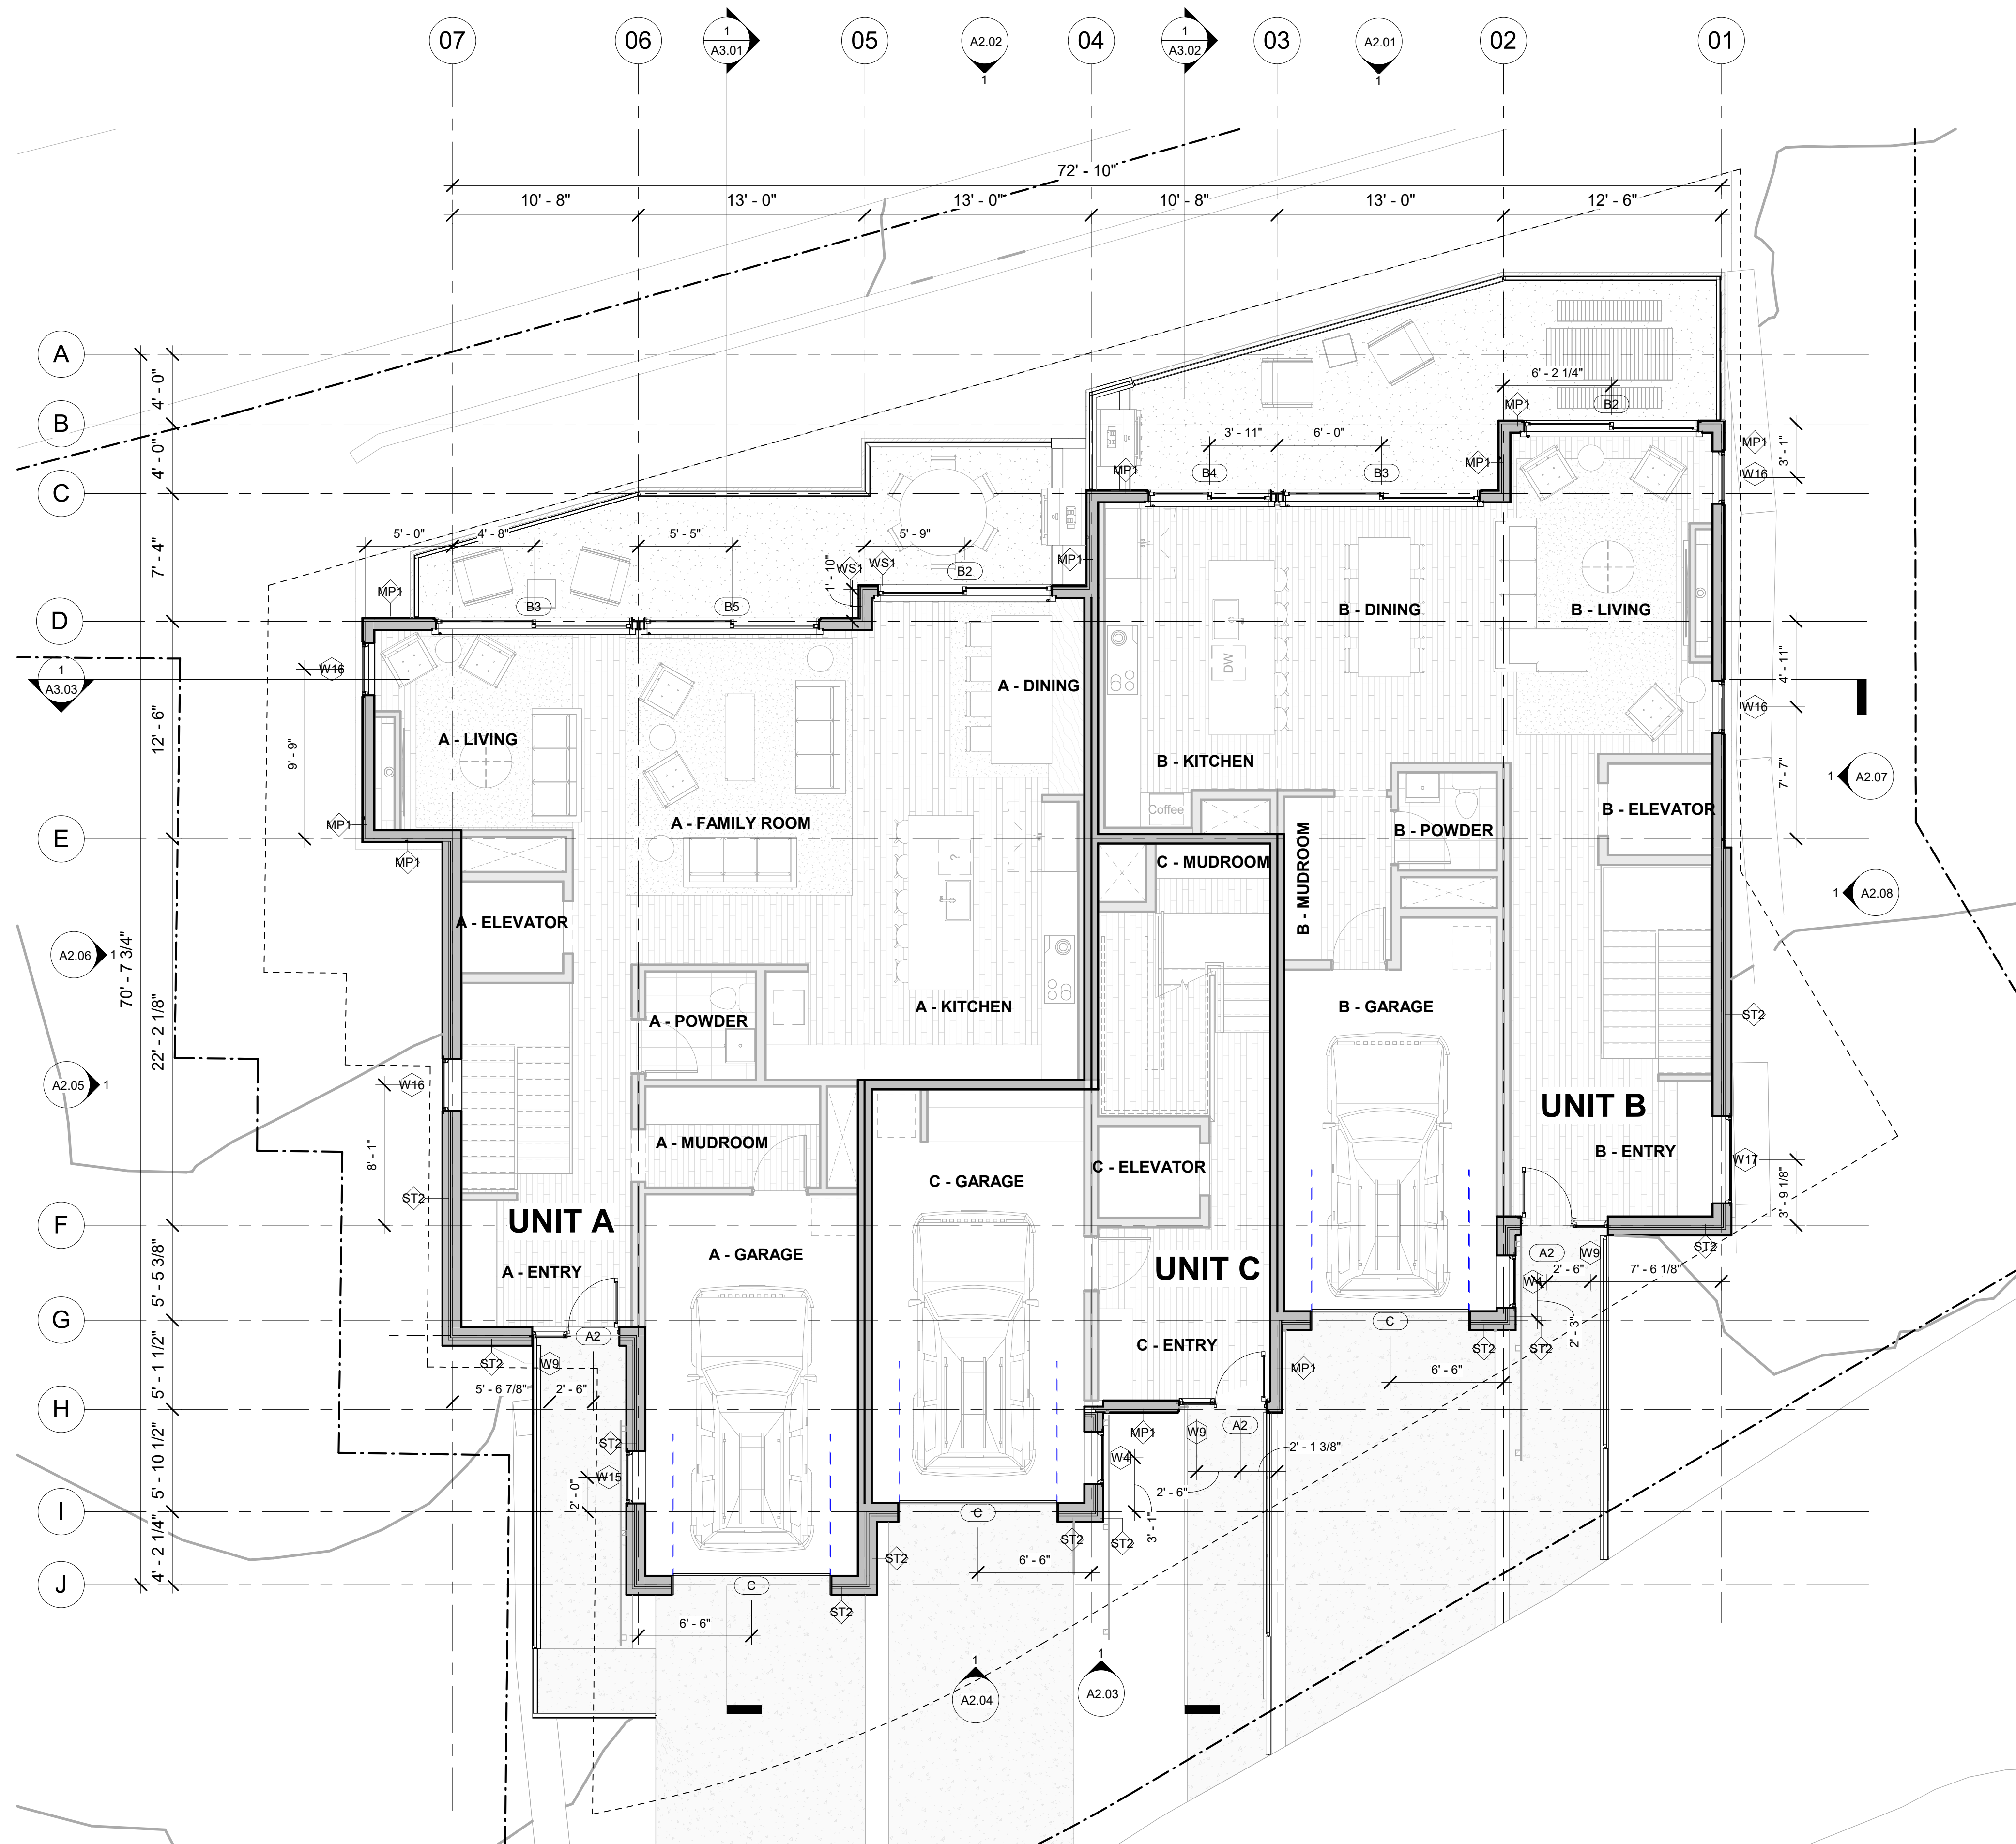 07
06
1
A3.01
05
A2.02
1
04
1
A3.02
03
A2.01
1
02
01
72' - 10"
10' - 8"
13' - 0"
13' - 0"
10' - 8"
13' - 0"
12' - 6"
A
B
C
D
E
F
G
H
I
J
4' - 0"
4' - 0"
7' - 4"
12' - 6"
22' - 2 1/8"
5' - 5 3/8"
5' - 1 1/2"
5' - 10 1/2"
4' - 2 1/4"
70' - 7 3/4"
1
A3.03
A2.06
1
A2.05
1
6' - 2 1/4"
MP1
B2
MP1
W16
3' - 1"
3' - 11"
6' - 0"
MP1
B4
B3
MP1
5' - 0"
4' - 8"
5' - 5"
5' - 9"
1' - 10"
WS1
WS1
B2
MP1
MP1
B3
B5
W16
9' - 9"
A - LIVING
A - FAMILY ROOM
A - DINING
B - DINING
B - LIVING
DW
B - KITCHEN
Coffee
4' - 11"
W16
7' - 7"
1
A2.07
1
A2.08
B - ELEVATOR
B - POWDER
B - MUDROOM
C - MUDROOM
MP1
MP1
?
A - ELEVATOR
A - POWDER
A - KITCHEN
B - GARAGE
ST2
W16
8' - 1"
ST2
A - MUDROOM
C - ELEVATOR
C - GARAGE
UNIT B
B - ENTRY
W17
3' - 9 1/8"
UNIT A
A - GARAGE
A - ENTRY
UNIT C
C - ENTRY
A2
W9
ST2
2' - 6"
7' - 6 1/8"
W4
2' - 3"
C
ST2
ST2
6' - 6"
MP1
ST2
W9
A2
5' - 6 7/8"
2' - 6"
ST2
W15
2' - 0"
MP1
W9
A2
W4
2' - 1 3/8"
2' - 6"
3' - 1"
C
ST2
ST2
ST2
6' - 6"
C
ST2
6' - 6"
1
A2.04
1
A2.03